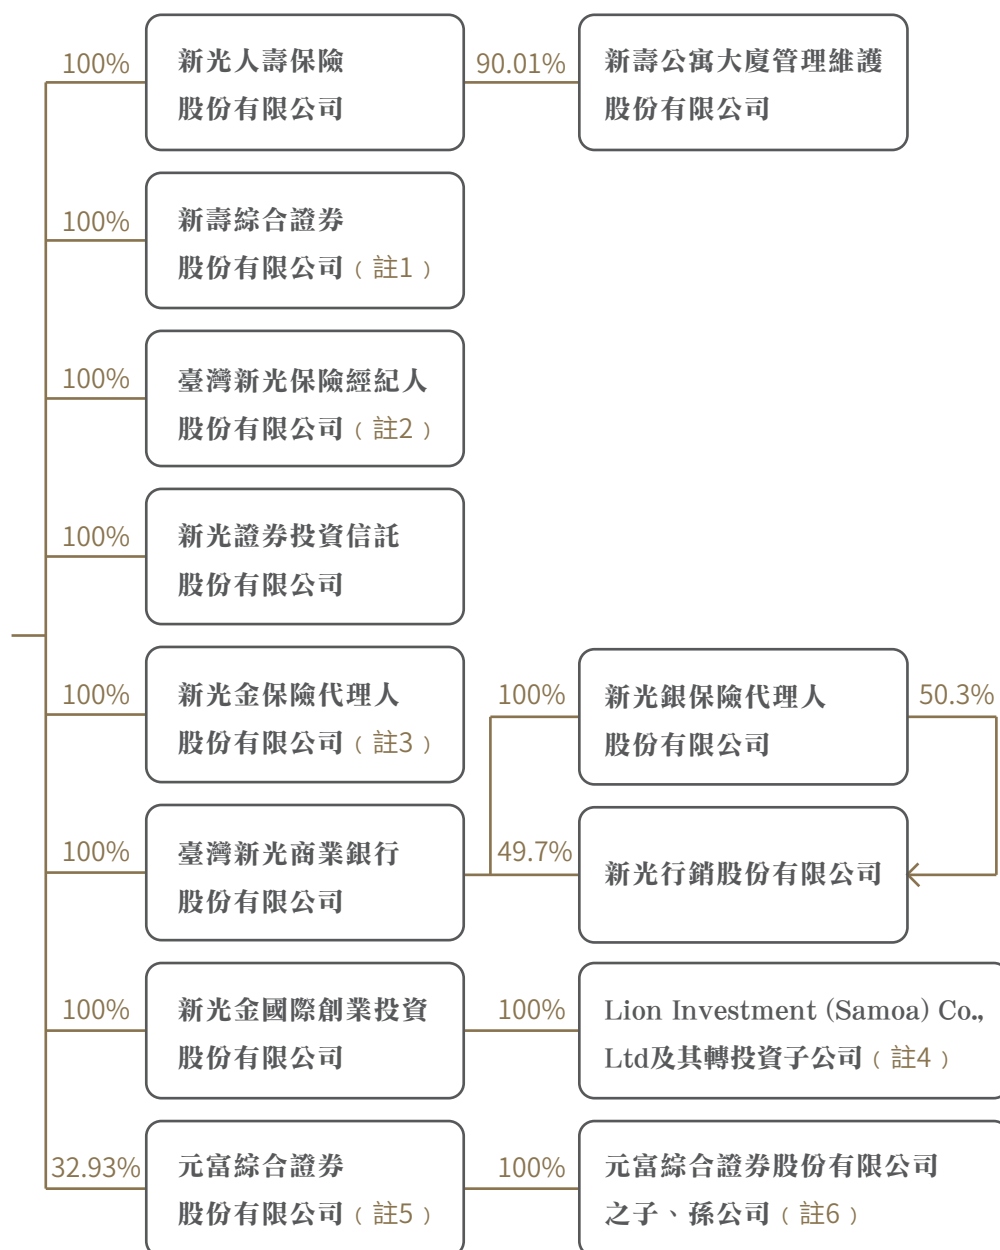 100%
新光人壽保險
股份有限公司
90.01%
新壽公寓大廈管理維護
股份有限公司
100%
新壽綜合證券
股份有限公司（註1）
100%
臺灣新光保險經紀人
股份有限公司（註2）
100%
新光證券投資信託
股份有限公司
100%
新光金保險代理人
股份有限公司（註3）
100%
新光銀保險代理人
股份有限公司
50.3%
100%
臺灣新光商業銀行
股份有限公司
49.7%
新光行銷股份有限公司
100%
新光金國際創業投資
股份有限公司
100%
Lion Investment (Samoa) Co.,
Ltd及其轉投資子公司（註4）
32.93%
元富綜合證券
股份有限公司（註5）
100%
元富綜合證券股份有限公司
之子、孫公司（註6）